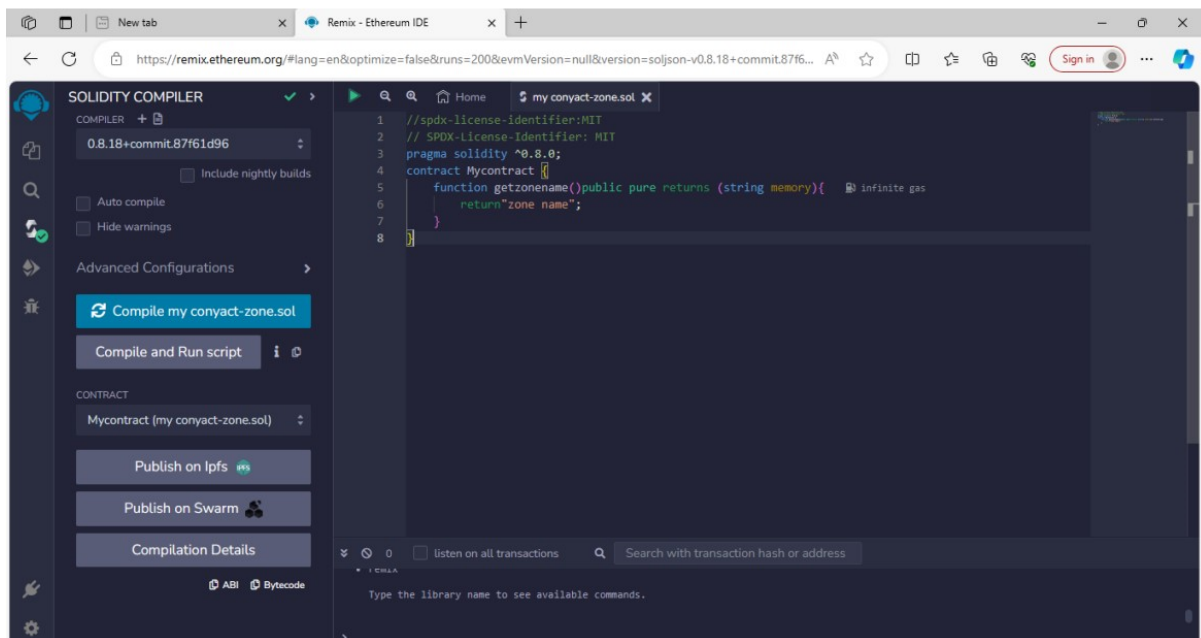 New tab
Remix - Ethereum IDE
https://remix.ethereum.org/#lang=en&optimize=false&runs=200&evmVersion=null&version=soljson-v0.8.18+commit.87f6...
Sign in
SOLIDITY COMPILER
COMPILER
0.8.18+commit.87f61d96
Include nightly builds
Auto compile
Hide warnings
Advanced Configurations
Compile my conyact-zone.sol
Compile and Run script
CONTRACT
Mycontract (my conyact-zone.sol)
Publish on Ipfs
IPFS
Publish on Swarm
Compilation Details
ABI Bytecode
Home
my conyact-zone.sol
1 //spdx-license-identifier:MIT
2 // SPDX-License-Identifier: MIT
3 pragma solidity ^0.8.0;
4 contract Mycontract {
5 function getzonename()public pure returns (string memory){ infinite gas
6 return"zone name";
7 }
8 }
0 listen on all transactions Search with transaction hash or address
remix
Type the library name to see available commands.
>